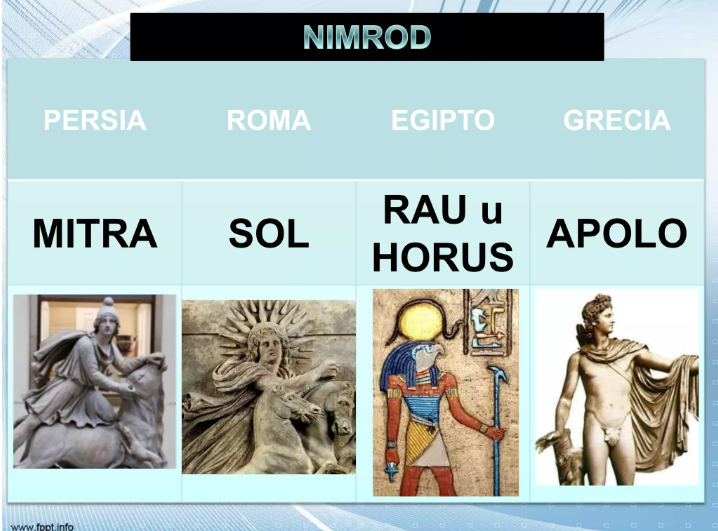 NIMROD
PERSIA ROMA EGIPTO GRECIA
MITRA SOL RAU u HORUS APOLO
www.fppt.info